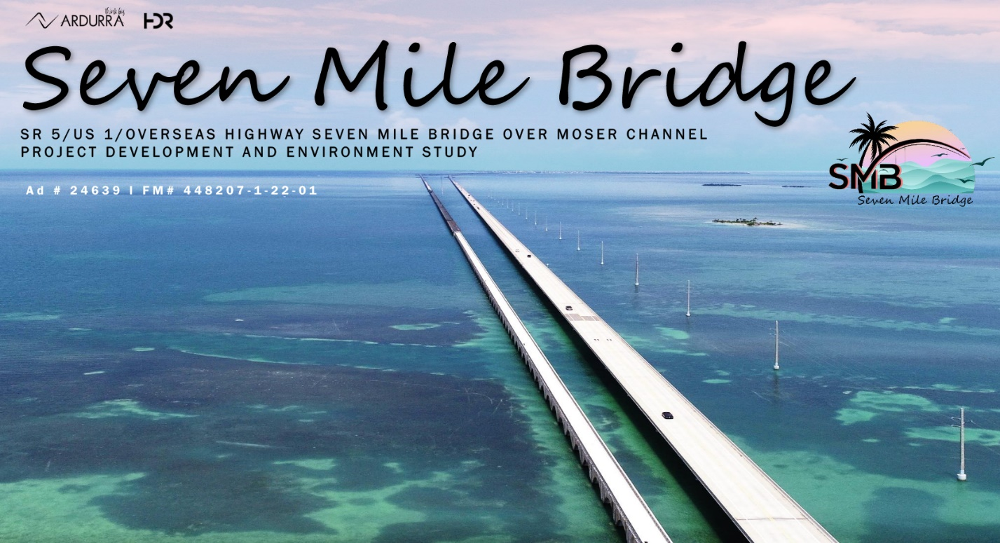 think big
ARDURRA HDR
Seven Mile Bridge
SR 5/US 1/OVERSEAS HIGHWAY SEVEN MILE BRIDGE OVER MOSER CHANNEL
PROJECT DEVELOPMENT AND ENVIRONMENT STUDY
Ad # 24639 I FM# 448207-1-22-01
SMB
Seven Mile Bridge